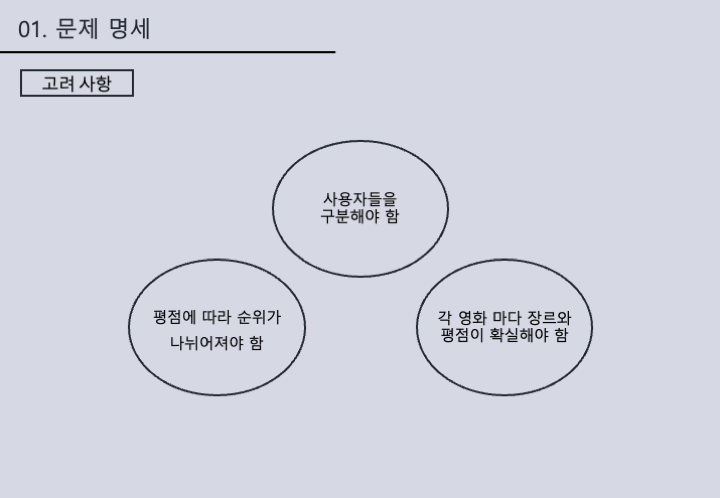 01. 문제 명세
고려 사항
사용자들을
구분해야 함
평점에 따라 순위가
나뉘어져야 함
각 영화 마다 장르와
평점이 확실해야 함